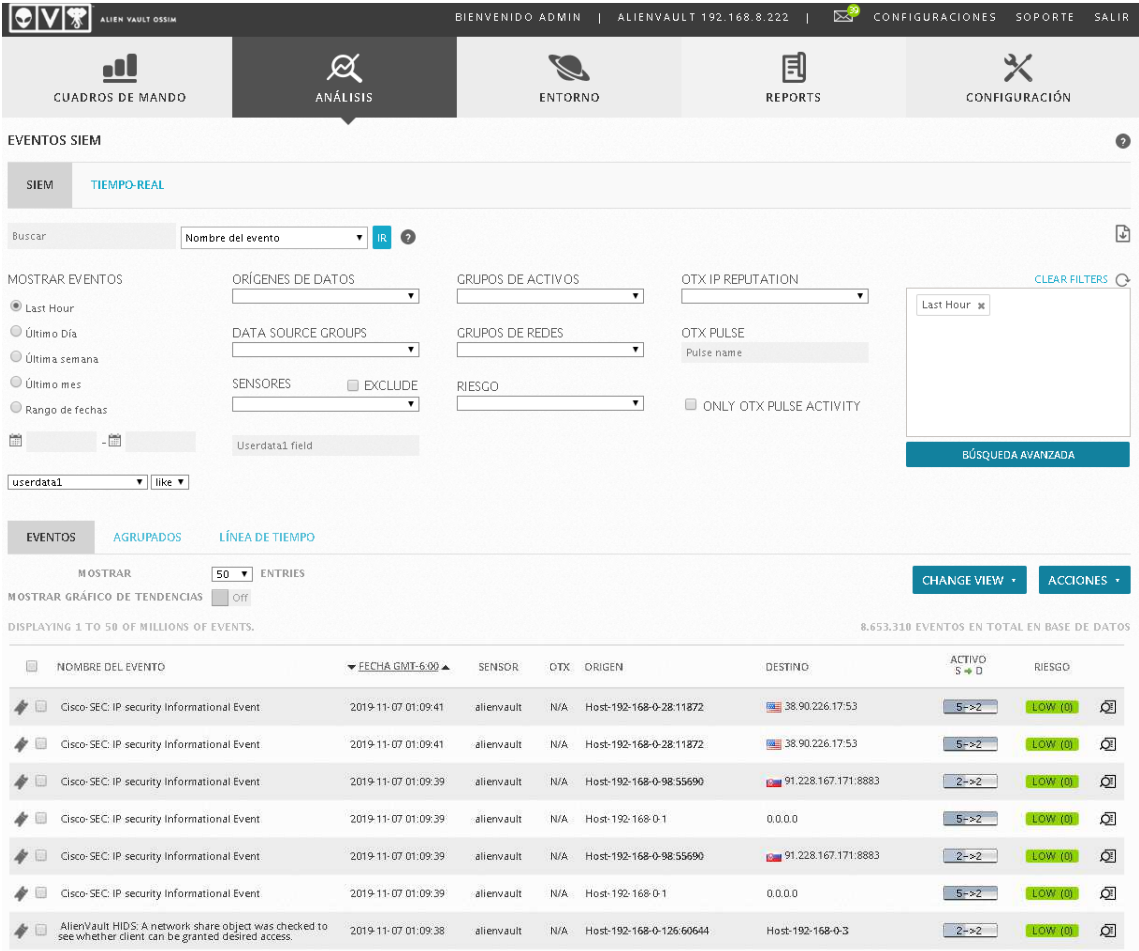 ALIEN VAULT OSSIM
BIENVENIDO ADMIN | ALIENVAULT 192.168.8.222 | 39 CONFIGURACIONES SOPORTE SALIR
CUADROS DE MANDO ANÁLISIS ENTORNO REPORTS CONFIGURACIÓN
EVENTOS SIEM
SIEM TIEMPO-REAL
Buscar Nombre del evento IR
MOSTRAR EVENTOS ORÍGENES DE DATOS GRUPOS DE ACTIVOS OTX IP REPUTATION CLEAR FILTERS
Last Hour Last Hour
Último Día DATA SOURCE GROUPS GRUPOS DE REDES OTX PULSE
Última semana Pulse name
Último mes SENSORES EXCLUDE RIESGO
Rango de fechas ONLY OTX PULSE ACTIVITY
- Userdata1 field
BÚSQUEDA AVANZADA
userdata1 like
EVENTOS AGRUPADOS LÍNEA DE TIEMPO
MOSTRAR 50 ENTRIES CHANGE VIEW ACCIONES
MOSTRAR GRÁFICO DE TENDENCIAS Off
DISPLAYING 1 TO 50 OF MILLIONS OF EVENTS. 8.653.310 EVENTOS EN TOTAL EN BASE DE DATOS
NOMBRE DEL EVENTO FECHA GMT-6:00 SENSOR OTX ORIGEN DESTINO ACTIVO S D RIESGO
Cisco-SEC: IP security Informational Event 2019-11-07 01:09:41 alienvault N/A Host-192-168-0-28:11872 38.90.226.17:53 5->2 LOW (0)
Cisco-SEC: IP security Informational Event 2019-11-07 01:09:41 alienvault N/A Host-192-168-0-28:11872 38.90.226.17:53 5->2 LOW (0)
Cisco-SEC: IP security Informational Event 2019-11-07 01:09:39 alienvault N/A Host-192-168-0-98:55690 91.228.167.171:8883 2->2 LOW (0)
Cisco-SEC: IP security Informational Event 2019-11-07 01:09:39 alienvault N/A Host-192-168-0-1 0.0.0.0 5->2 LOW (0)
Cisco-SEC: IP security Informational Event 2019-11-07 01:09:39 alienvault N/A Host-192-168-0-98:55690 91.228.167.171:8883 2->2 LOW (0)
Cisco-SEC: IP security Informational Event 2019-11-07 01:09:39 alienvault N/A Host-192-168-0-1 0.0.0.0 5->2 LOW (0)
AlienVault HIDS: A network share object was checked to
see whether client can be granted desired access. 2019-11-07 01:09:38 alienvault N/A Host-192-168-0-126:60644 Host-192-168-0-3 2->2 LOW (0)